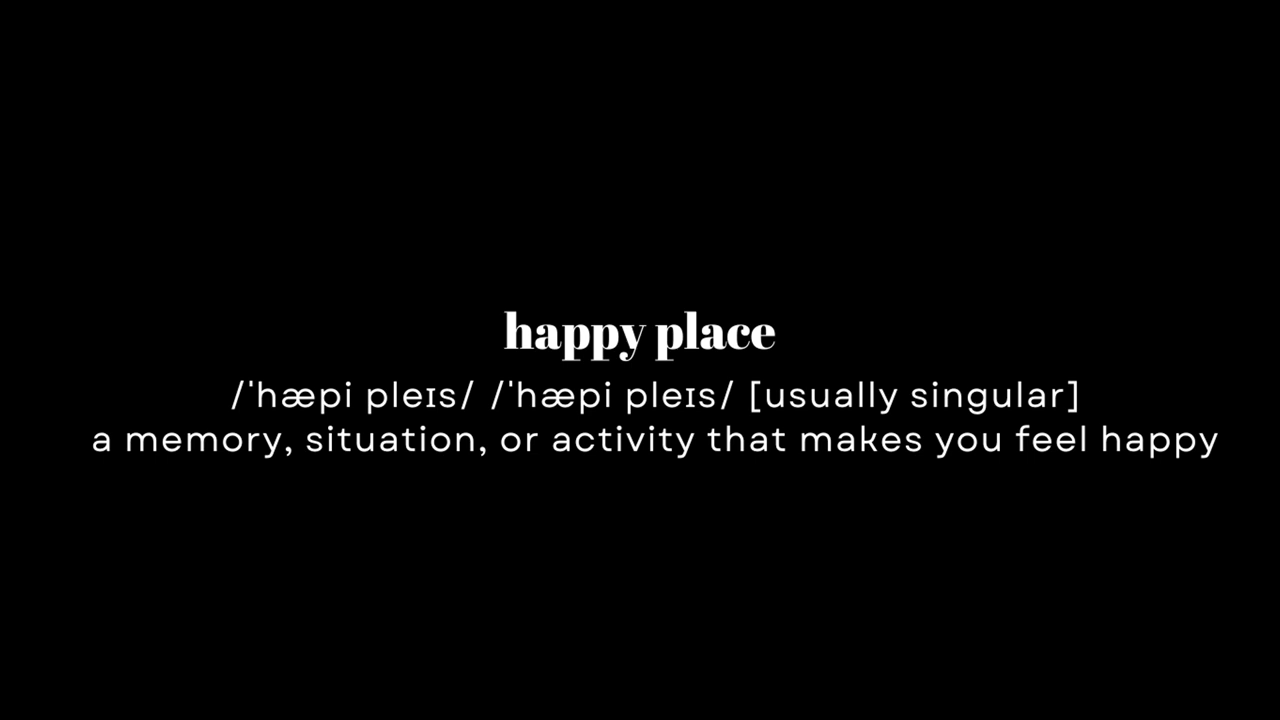 happy place
/ˈhæpi pleɪs/ /ˈhæpi pleɪs/ [usually singular]
a memory, situation, or activity that makes you feel happy